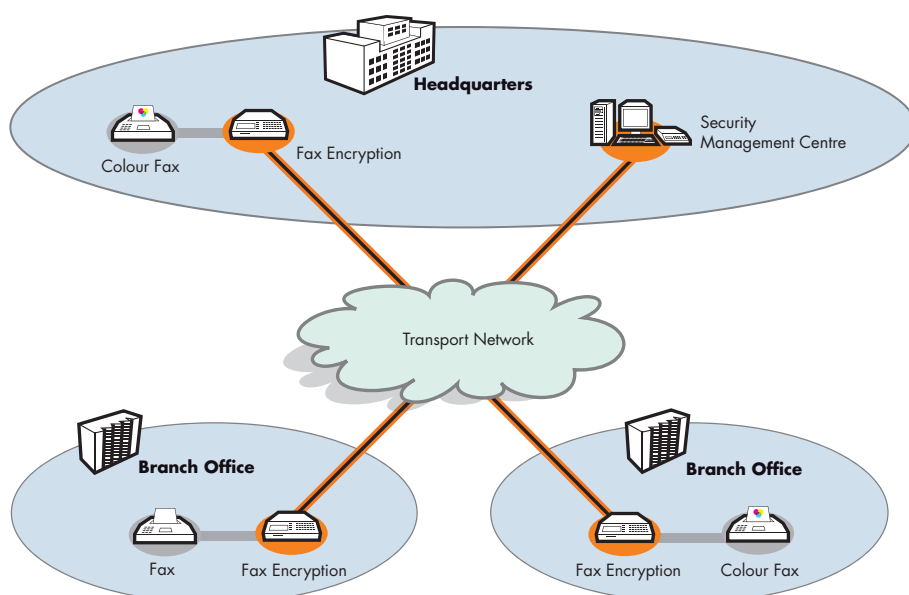 Headquarters
Colour Fax
Fax Encryption
Security
Management Centre
Transport Network
Branch Office
Fax
Fax Encryption
Branch Office
Fax Encryption
Colour Fax